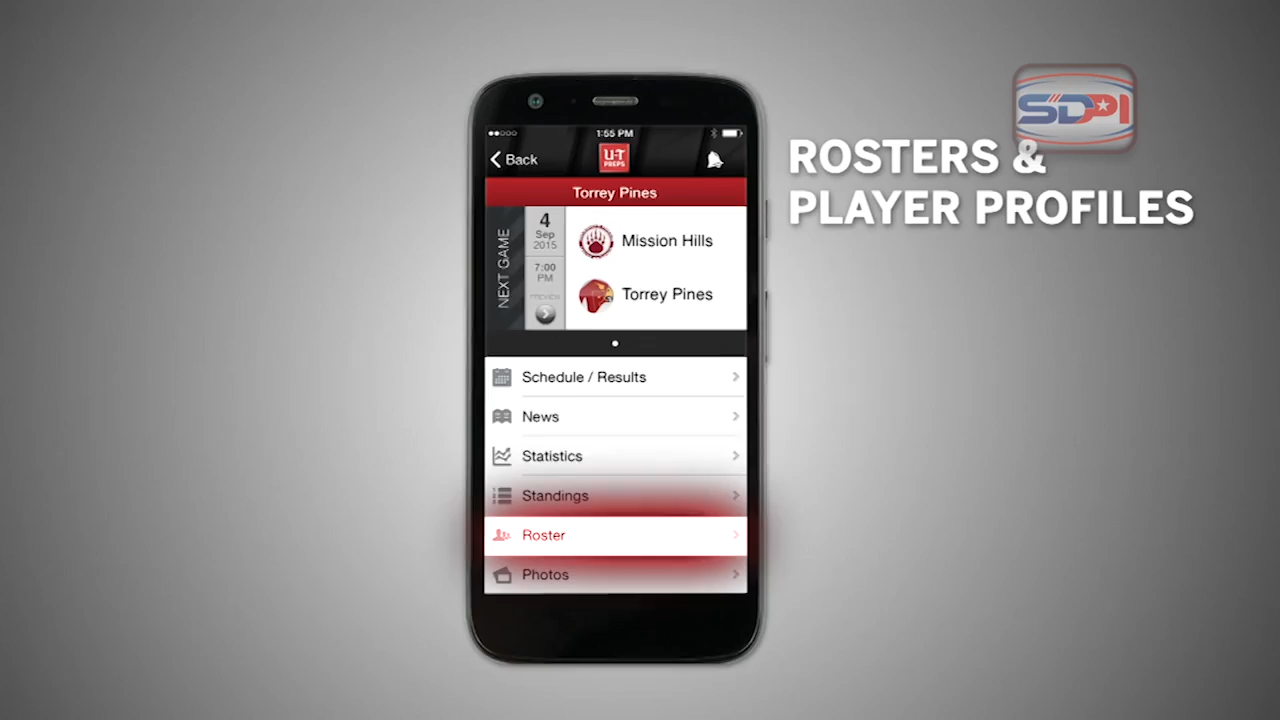 SDPI
ROSTERS &
PLAYER PROFILES
1:55 PM
Back
U-T
PREPS
Torrey Pines
NEXT GAME
4
Sep
2015
7:00
PM
PREVIEW
Mission Hills
Torrey Pines
Schedule / Results
News
Statistics
Standings
Roster
Photos